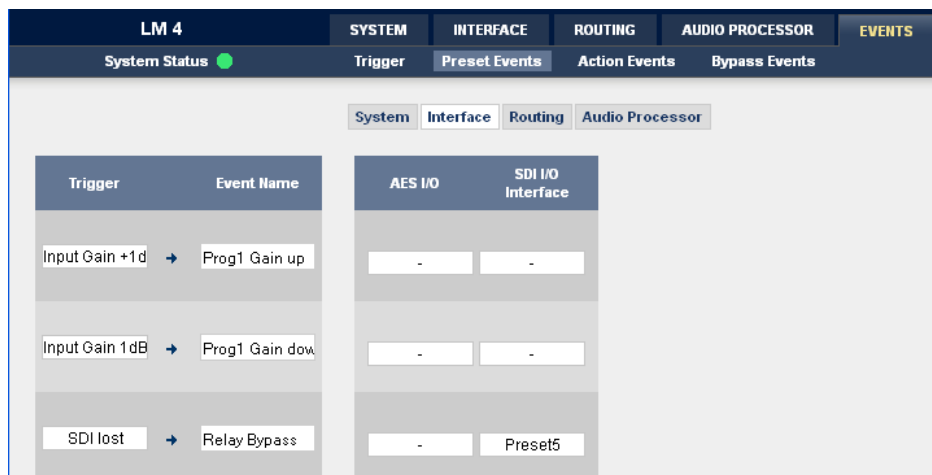 LM 4 SYSTEM INTERFACE ROUTING AUDIO PROCESSOR EVENTS
System Status Trigger Preset Events Action Events Bypass Events
System Interface Routing Audio Processor
Trigger Event Name AES I/O SDI I/O Interface
Input Gain +1d Prog1 Gain up - -
Input Gain 1dB Prog1 Gain dow - -
SDI lost Relay Bypass - Preset5